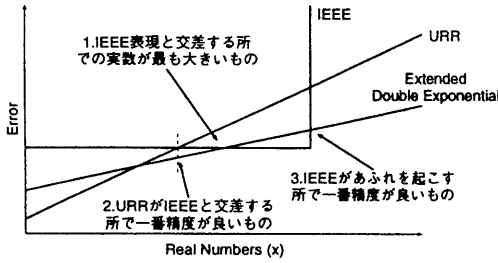 IEEE
1.IEEE表現と交差する所
での実数が最も大きいもの
URR
Extended
Double Exponential
Error
3.IEEEがあふれを起こす
所で一番精度が良いもの
2.URRがIEEEと交差する
所で一番精度が良いもの
Real Numbers (x)